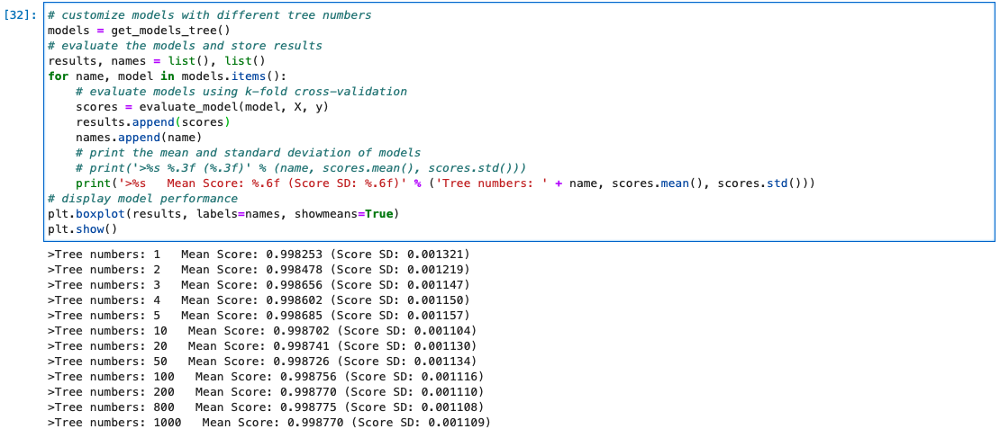 [32]: # customize models with different tree numbers
models = get_models_tree()
# evaluate the models and store results
results, names = list(), list()
for name, model in models.items():
    # evaluate models using k-fold cross-validation
    scores = evaluate_model(model, X, y)
    results.append(scores)
    names.append(name)
    # print the mean and standard deviation of models
    # print('>%s %.3f (%.3f)' % (name, scores.mean(), scores.std()))
    print('>%s   Mean Score: %.6f (Score SD: %.6f)' % ('Tree numbers: ' + name, scores.mean(), scores.std()))
# display model performance
plt.boxplot(results, labels=names, showmeans=True)
plt.show()
>Tree numbers: 1   Mean Score: 0.998253 (Score SD: 0.001321)
>Tree numbers: 2   Mean Score: 0.998478 (Score SD: 0.001219)
>Tree numbers: 3   Mean Score: 0.998656 (Score SD: 0.001147)
>Tree numbers: 4   Mean Score: 0.998602 (Score SD: 0.001150)
>Tree numbers: 5   Mean Score: 0.998685 (Score SD: 0.001157)
>Tree numbers: 10   Mean Score: 0.998702 (Score SD: 0.001104)
>Tree numbers: 20   Mean Score: 0.998741 (Score SD: 0.001130)
>Tree numbers: 50   Mean Score: 0.998726 (Score SD: 0.001134)
>Tree numbers: 100   Mean Score: 0.998756 (Score SD: 0.001116)
>Tree numbers: 200   Mean Score: 0.998770 (Score SD: 0.001110)
>Tree numbers: 800   Mean Score: 0.998775 (Score SD: 0.001108)
>Tree numbers: 1000   Mean Score: 0.998770 (Score SD: 0.001109)